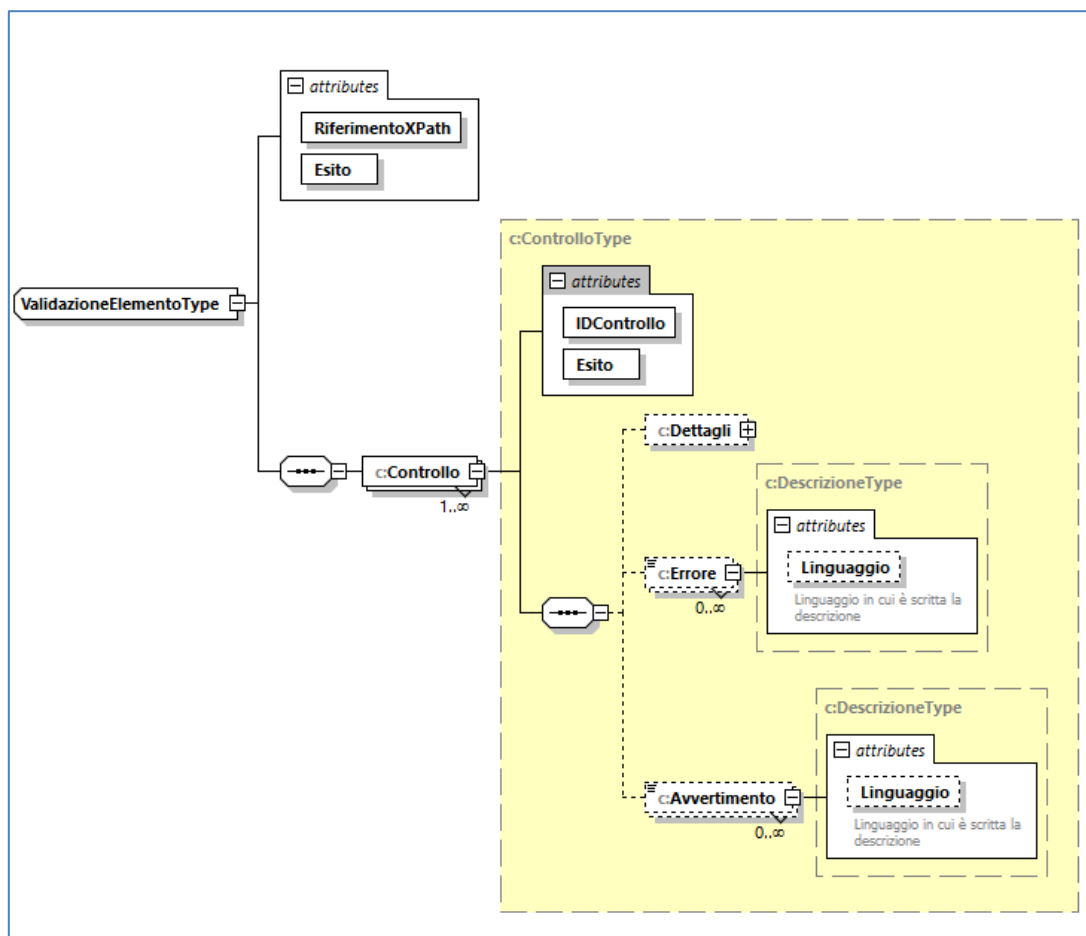 attributes
RiferimentoXPath
Esito
ValidazioneElementoType
c:Controllo
1..∞
c:ControlloType
attributes
IDControllo
Esito
c:Dettagli
c:Errore
0..∞
c:DescrizioneType
attributes
Linguaggio
Linguaggio in cui è scritta la
descrizione
c:Avvertimento
0..∞
c:DescrizioneType
attributes
Linguaggio
Linguaggio in cui è scritta la
descrizione